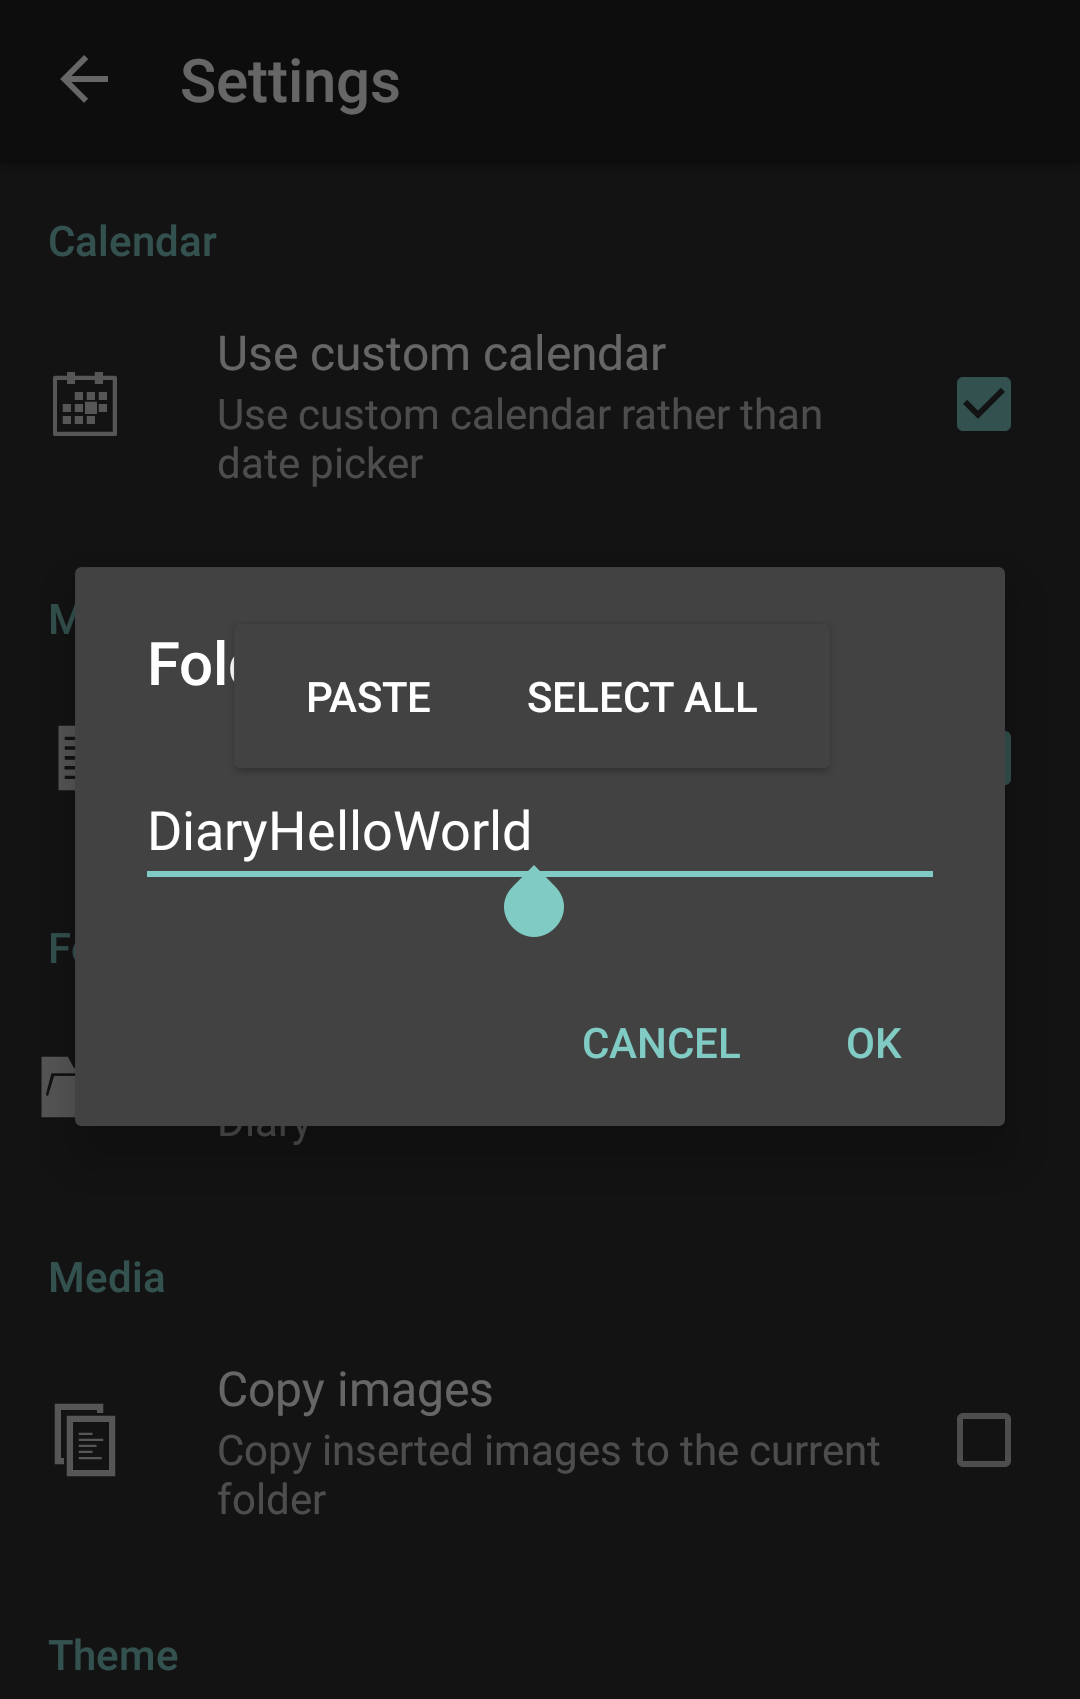 Settings
Calendar
Use custom calendar
Use custom calendar rather than
date picker
PASTE SELECT ALL
DiaryHelloWorld
CANCEL OK
Diary
Media
Copy images
Copy inserted images to the current
folder
Theme